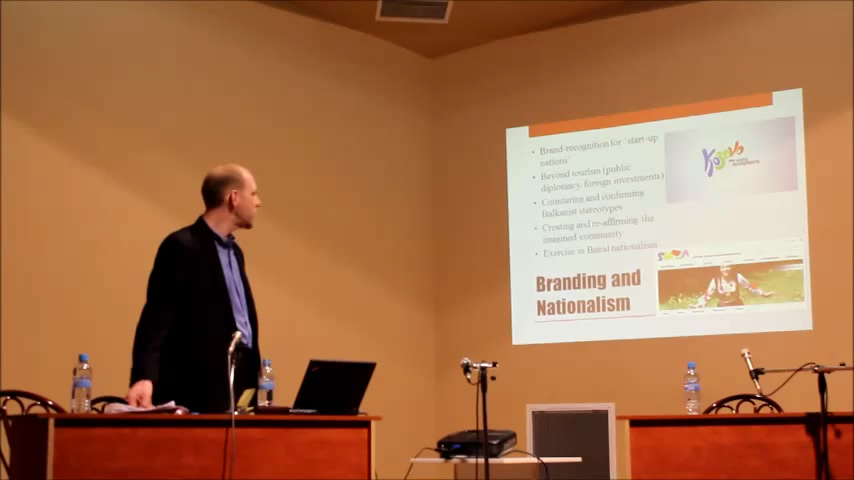 • Brand-recognition for 'start-up
nations'
• Beyond tourism (public
diplomacy, foreign investments)
• Countering and confirming
Balkanist stereotypes
• Creating and re-affirming the
imagined community
• Exercise in Banal nationalism
Branding and
Nationalism
Kosovo